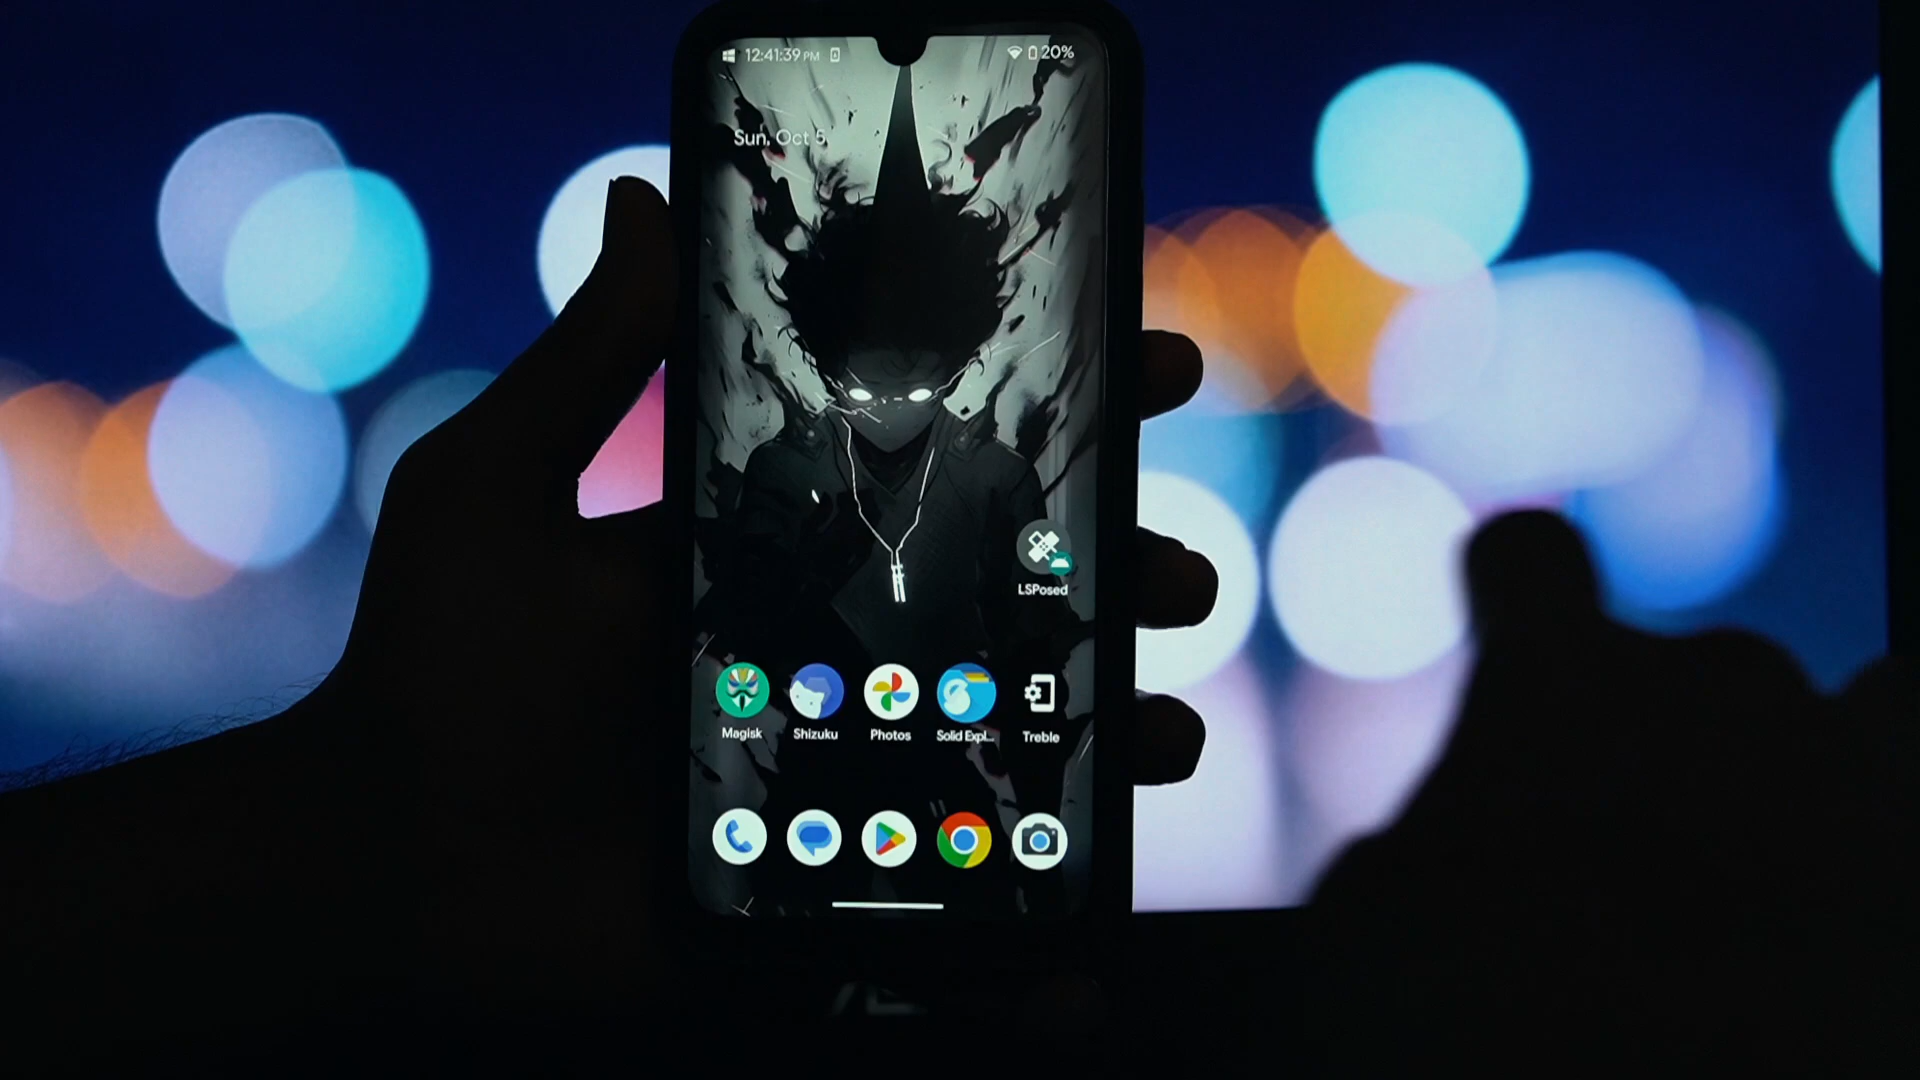 12:41:39 PM
20%
Sun, Oct 5
LSPosed
Magisk
Shizuku
Photos
Solid Expl...
Treble